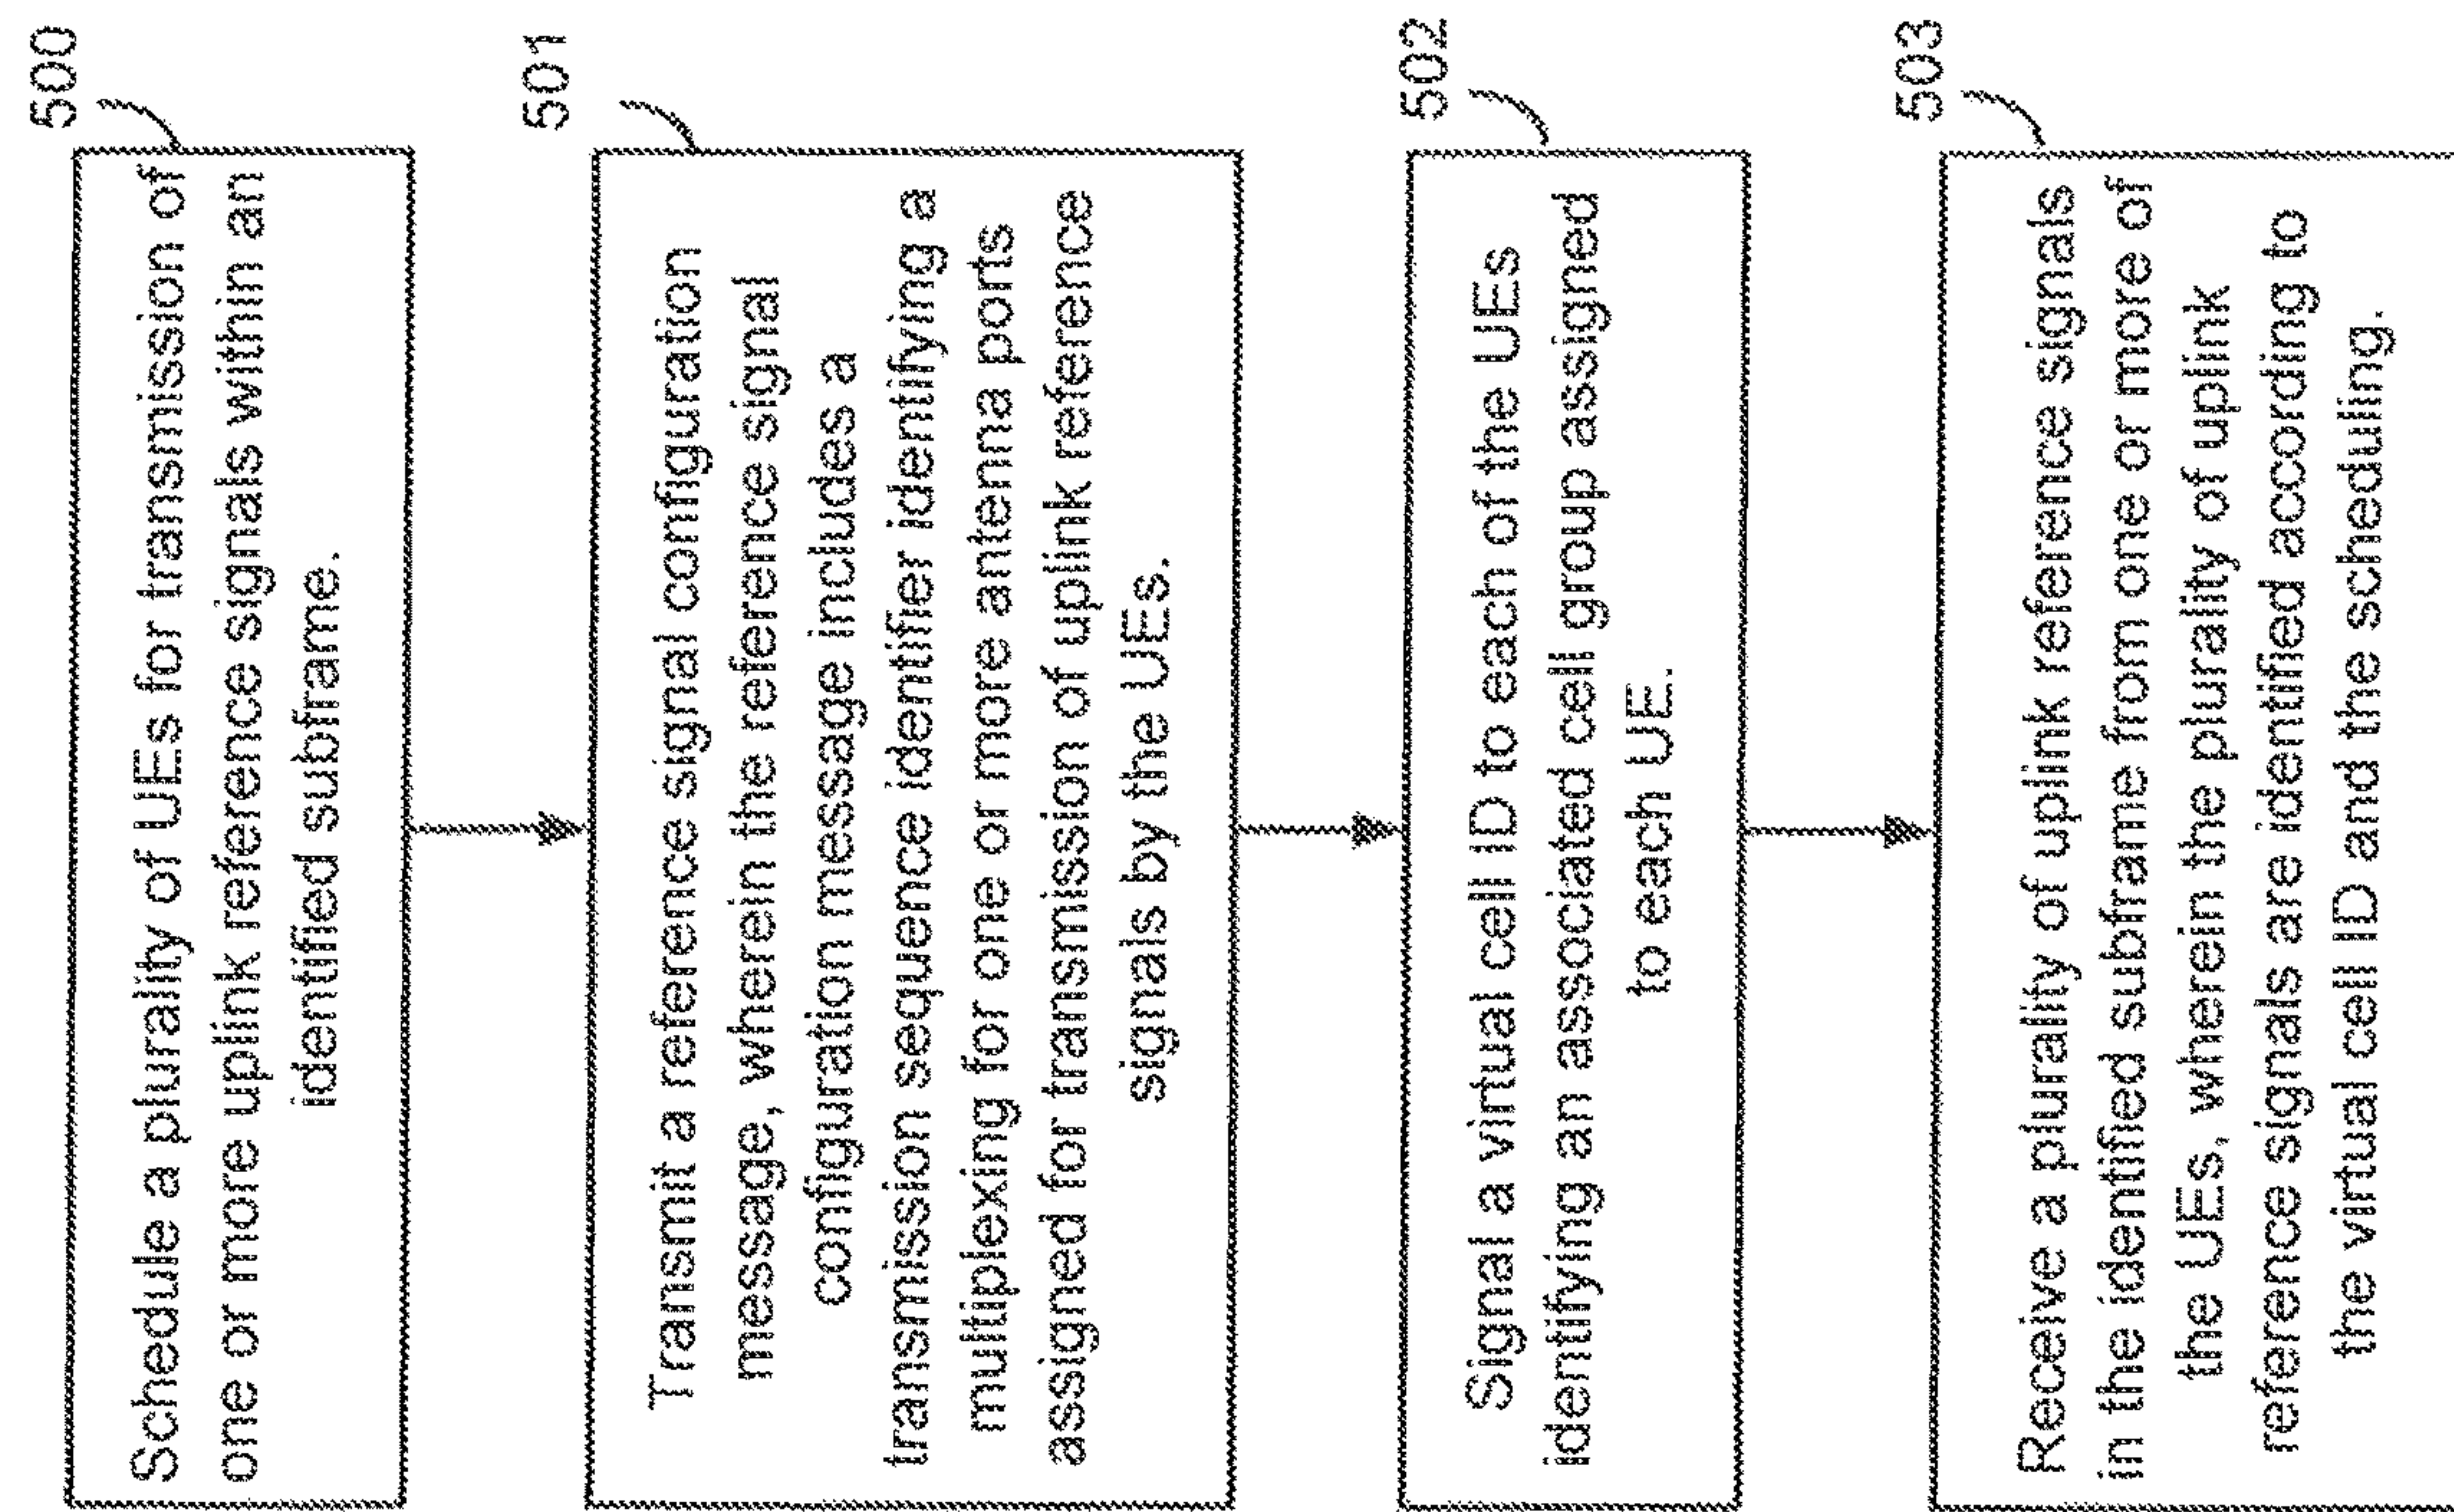 500
Schedule a plurality of UEs for transmission of
one or more uplink reference signals within an
identified subframe.
501
Transmit a reference signal configuration
message, wherein the reference signal
configuration message includes a
transmission sequence identifier identifying a
multiplexing for one or more antenna ports
assigned for transmission of uplink reference
signals by the UEs.
502
Signal a virtual cell ID to each of the UEs
identifying an associated cell group assigned
to each UE.
503
Receive a plurality of uplink reference signals
in the identified subframe from one or more of
the UEs, wherein the plurality of uplink
reference signals are identified according to
the virtual cell ID and the scheduling.